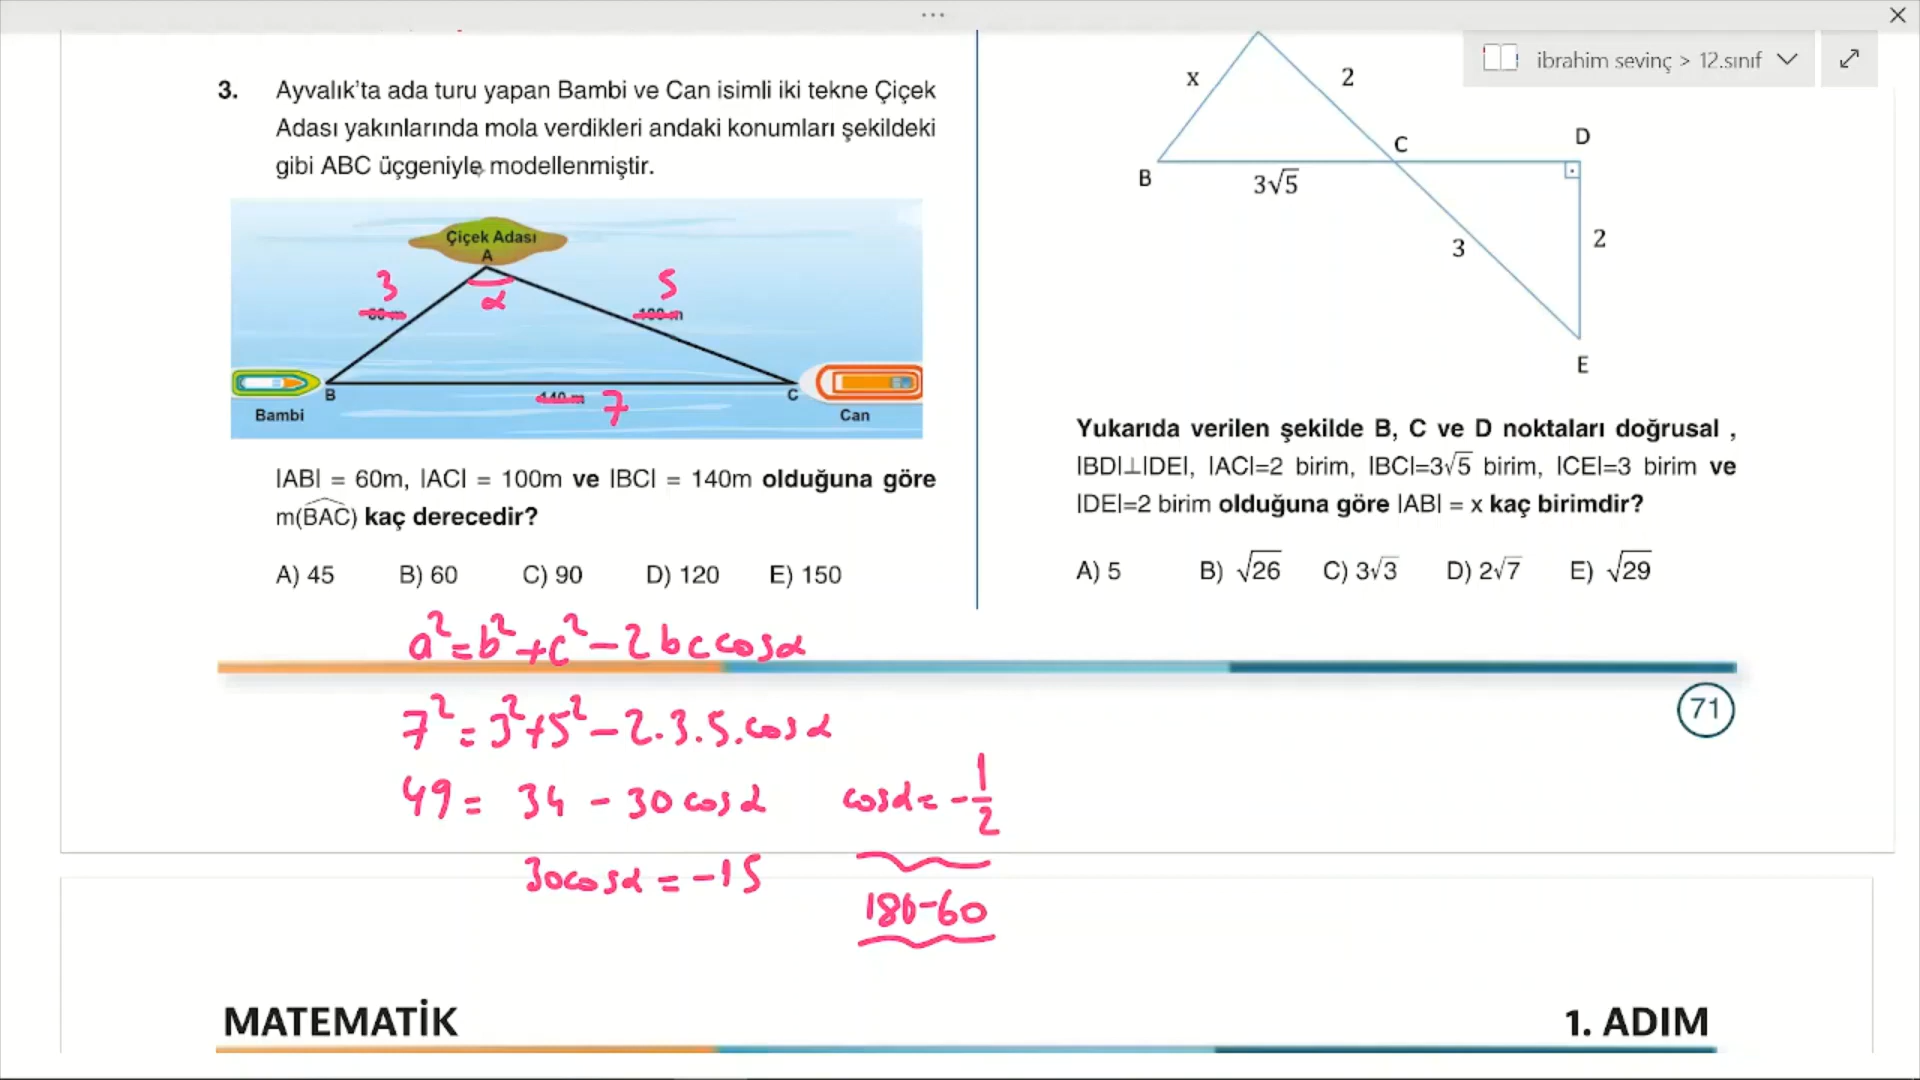 ibrahim sevinç > 12.sınıf
3. Ayvalık'ta ada turu yapan Bambi ve Can isimli iki tekne Çiçek
Adası yakınlarında mola verdikleri andaki konumları şekildeki
gibi ABC üçgeniyle modellenmiştir.
Çiçek Adası
A
3
5
α
60 m
100 m
B
140 m
7
C
Bambi
Can
|AB| = 60m, |AC| = 100m ve |BC| = 140m olduğuna göre
m(BAC) kaç derecedir?
A) 45 B) 60 C) 90 D) 120 E) 150
a² = b² + c² − 2bc cosα
7² = 3² + 5² − 2.3.5.cosα
49 = 34 − 30 cosα
cosα = −1/2
30cosα = −15
180−60
x
2
C
D
B
3√5
3
2
E
Yukarıda verilen şekilde B, C ve D noktaları doğrusal ,
|BD|⊥|DE|, |AC|=2 birim, |BC|=3√5 birim, |CE|=3 birim ve
|DE|=2 birim olduğuna göre |AB| = x kaç birimdir?
A) 5 B) √26 C) 3√3 D) 2√7 E) √29
71
MATEMATİK
1. ADIM